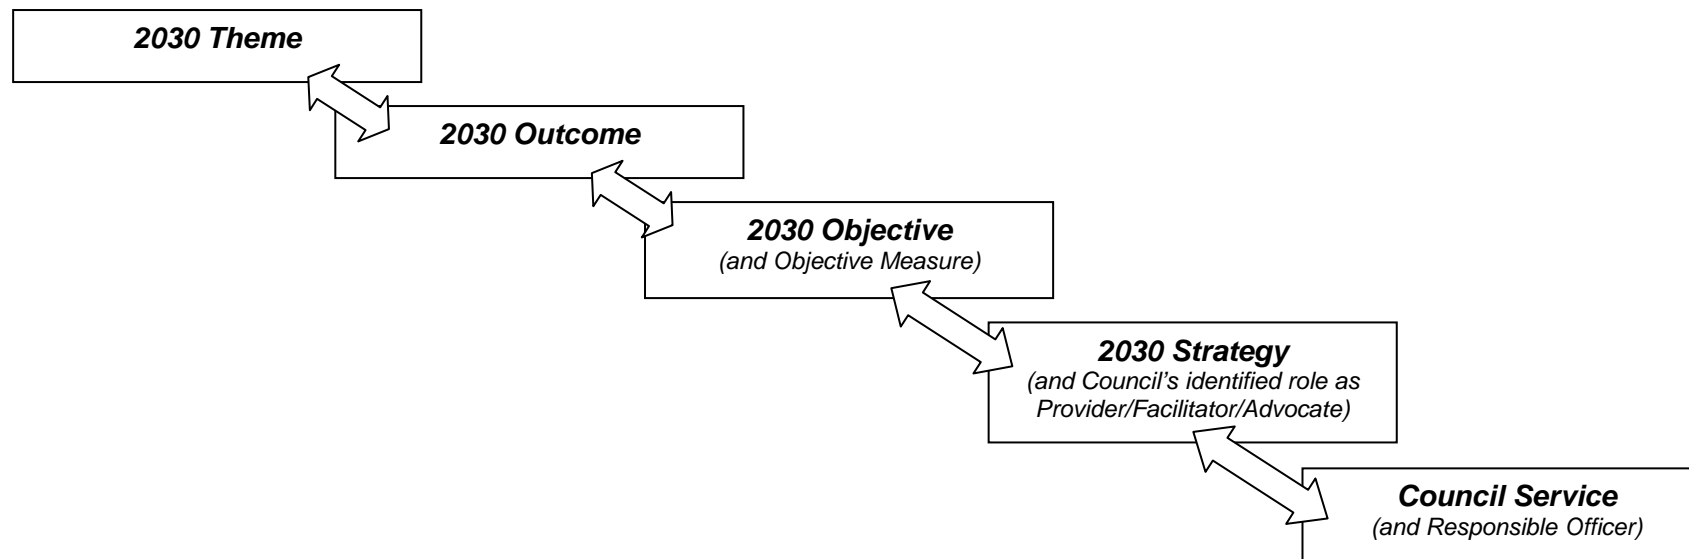 2030 Theme
2030 Outcome
2030 Objective
(and Objective Measure)
2030 Strategy
(and Council’s identified role as
Provider/Facilitator/Advocate)
Council Service
(and Responsible Officer)